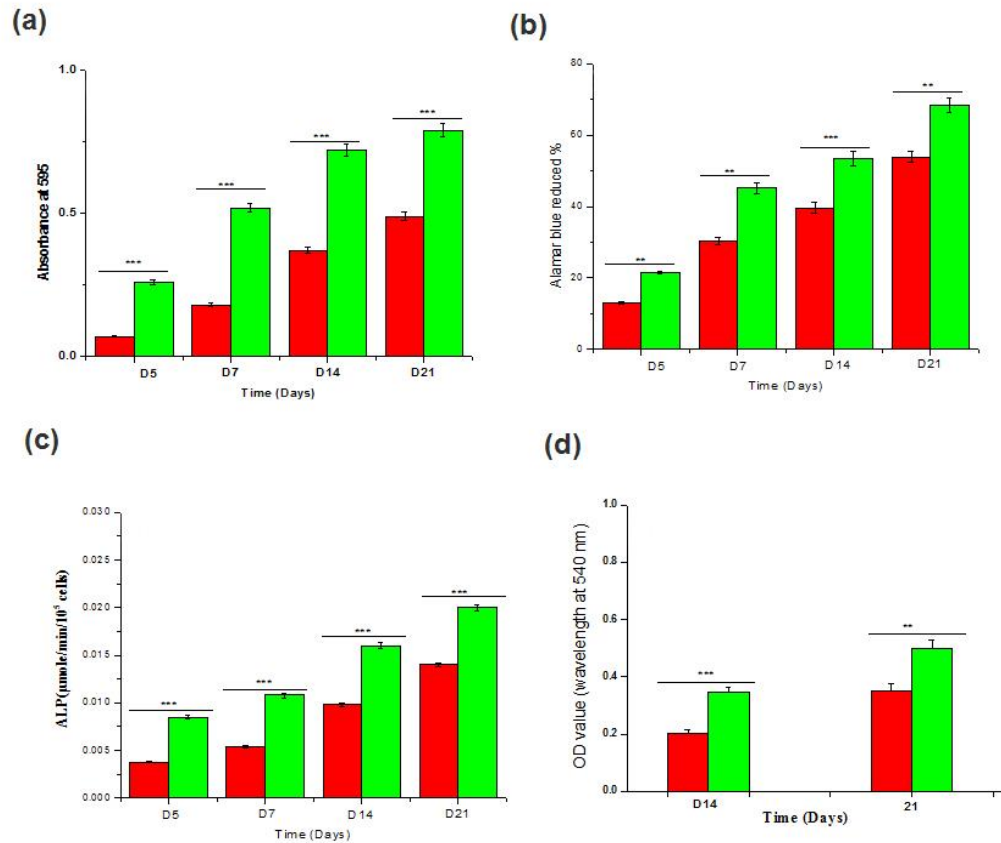 (a)
Absorbance at 595
1.0
0.5
0.0
***
***
***
***
D5 D7 D14 D21
Time (Days)
(b)
Alamar blue reduced %
80
60
40
20
0
**
**
***
**
D5 D7 D14 D21
Time (Days)
(c)
ALP(µmole/min/10⁵ cells)
0.030
0.025
0.020
0.015
0.010
0.005
0.000
***
***
***
***
D5 D7 D14 D21
Time (Days)
(d)
OD value (wavelength at 540 nm)
1.0
0.8
0.6
0.4
0.2
0.0
***
**
D14 21
Time (Days)